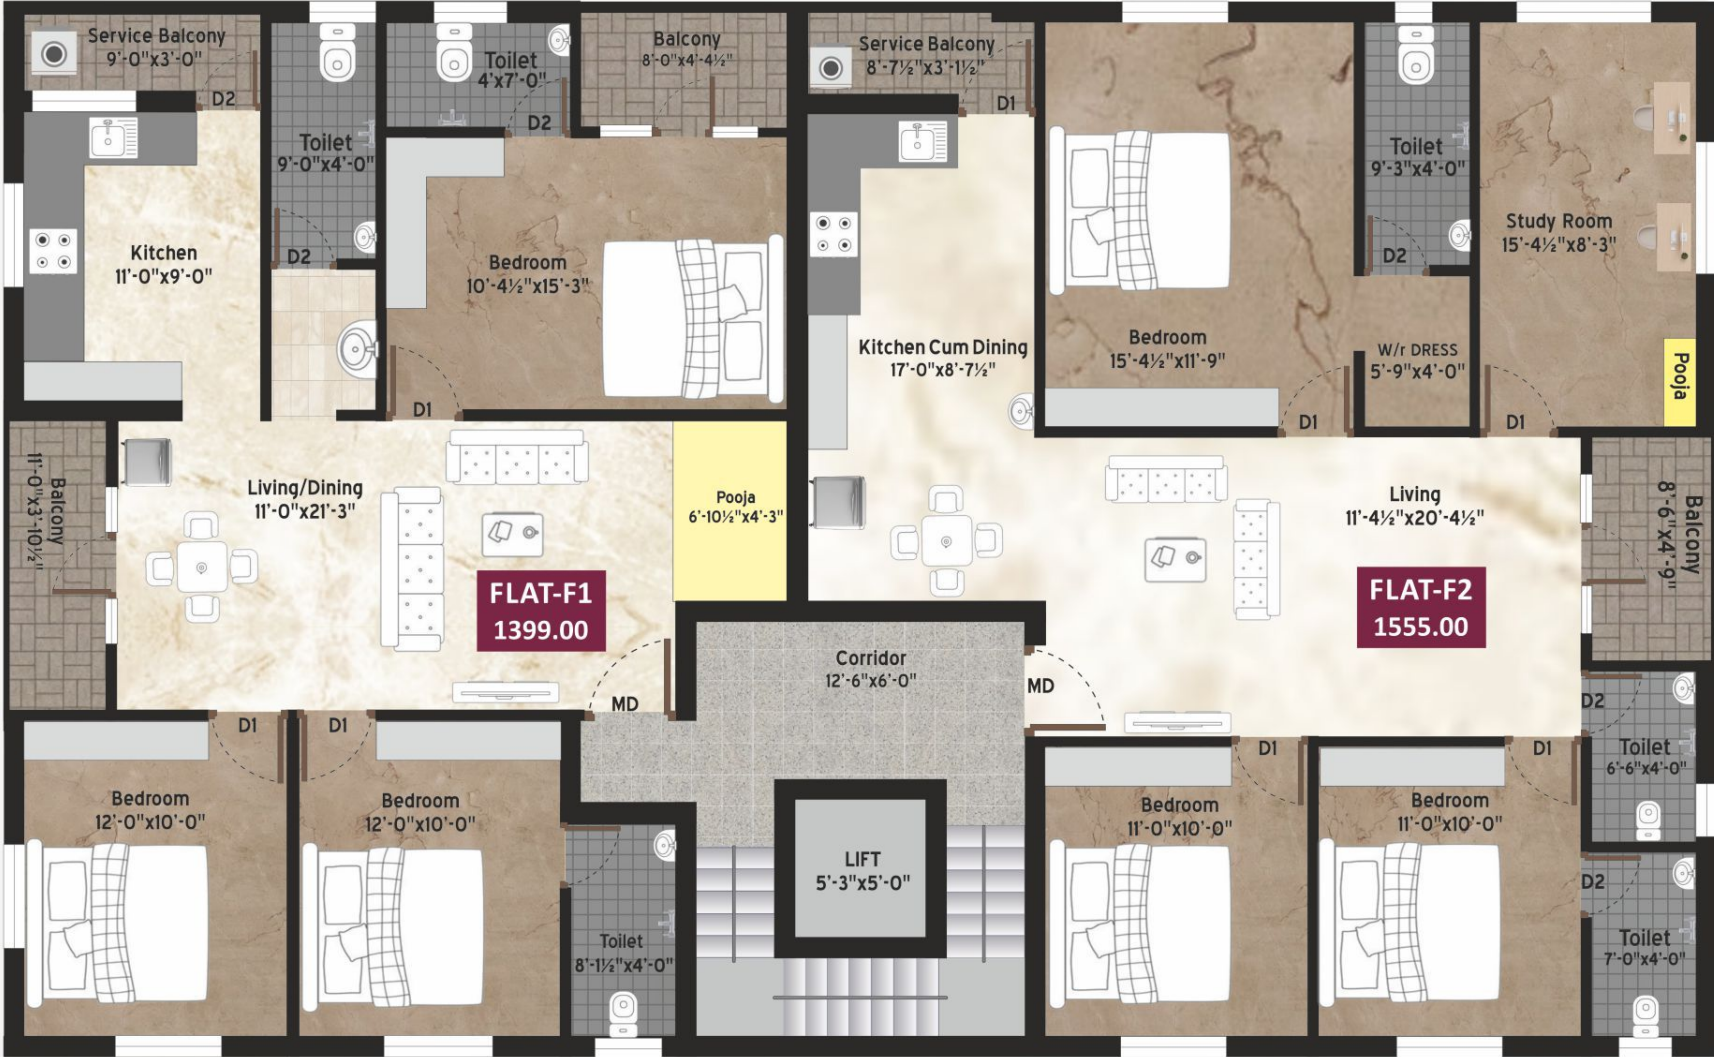 Service Balcony
9'-0"x3'-0"
D2
Toilet
9'-0"x4'-0"
D2
Toilet
4'x7'-0"
D2
Balcony
8'-0"x4'-4½"
Kitchen
11'-0"x9'-0"
Bedroom
10'-4½"x15'-3"
D1
Balcony
11'-0"x3'-10½"
Living/Dining
11'-0"x21'-3"
Pooja
6'-10½"x4'-3"
FLAT-F1
1399.00
MD
D1
D1
Bedroom
12'-0"x10'-0"
Bedroom
12'-0"x10'-0"
Toilet
8'-1½"x4'-0"
Corridor
12'-6"x6'-0"
LIFT
5'-3"x5'-0"
Service Balcony
8'-7½"x3'-1½"
D1
Kitchen Cum Dining
17'-0"x8'-7½"
Bedroom
15'-4½"x11'-9"
D1
Toilet
9'-3"x4'-0"
D2
W/r DRESS
5'-9"x4'-0"
Study Room
15'-4½"x8'-3"
Pooja
D1
Living
11'-4½"x20'-4½"
FLAT-F2
1555.00
Balcony
8'-6"x4'-9"
MD
D2
Toilet
6'-6"x4'-0"
D1
D1
Bedroom
11'-0"x10'-0"
Bedroom
11'-0"x10'-0"
D2
Toilet
7'-0"x4'-0"